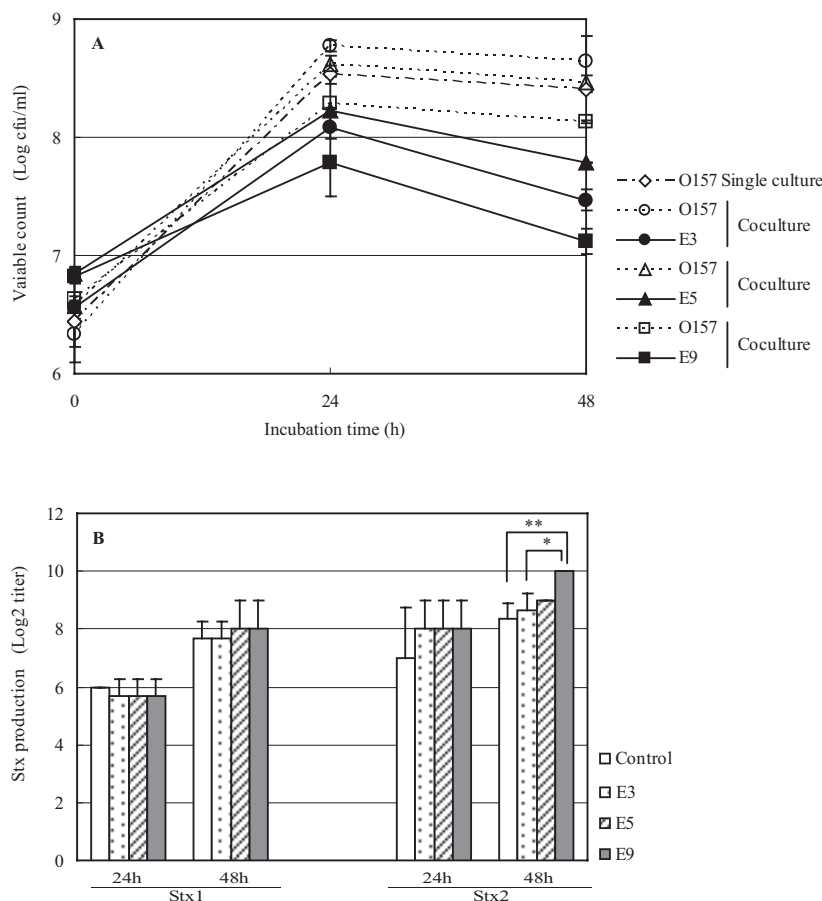 A
9
8
7
6
Vaiable count (Log cfu/ml)
0
24
48
Incubation time (h)
O157 Single culture
O157
E3
Coculture
O157
E5
Coculture
O157
E9
Coculture
B
12
10
8
6
4
2
0
Stx production (Log2 titer)
**
*
24h
48h
24h
48h
Stx1
Stx2
Control
E3
E5
E9